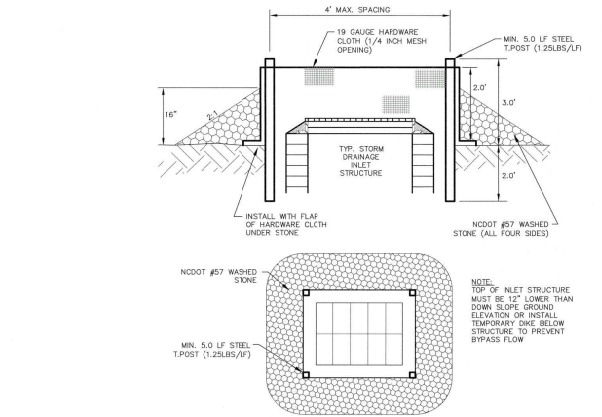 4' MAX. SPACING
19 GAUGE HARDWARE
CLOTH (1/4 INCH MESH
OPENING)
MIN. 5.0 LF STEEL
T.POST (1.25LBS/LF)
2.0'
3.0'
16"
2:1
TYP. STORM
DRAINAGE
INLET
STRUCTURE
2.0'
INSTALL WITH FLAP
OF HARDWARE CLOTH
UNDER STONE
NCDOT #57 WASHED
STONE (ALL FOUR SIDES)
NCDOT #57 WASHED
STONE
NOTE:
TOP OF INLET STRUCTURE
MUST BE 12" LOWER THAN
DOWN SLOPE GROUND
ELEVATION OR INSTALL
TEMPORARY DIKE BELOW
STRUCTURE TO PREVENT
BYPASS FLOW
MIN. 5.0 LF STEEL
T.POST (1.25LBS/LF)